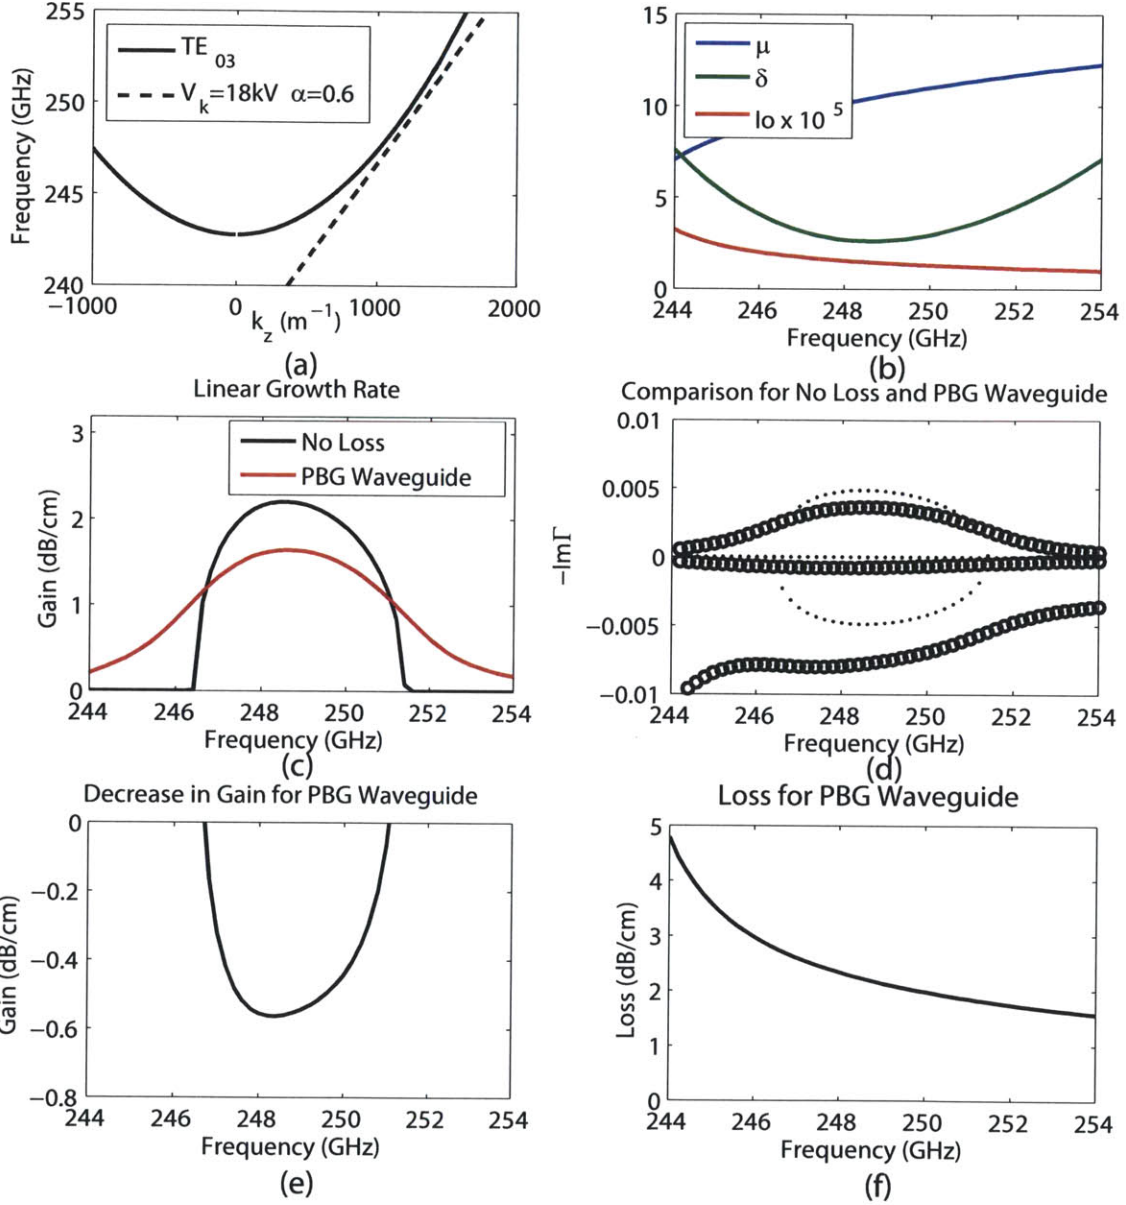 255
250
245
240
Frequency (GHz)
TE 03
V k=18kV α=0.6
−1000
0
1000
2000
k z (m −1)
(a)
15
10
5
0
μ
δ
Io x 10 5
244
246
248
250
252
254
Frequency (GHz)
(b)
Linear Growth Rate
3
2
1
0
Gain (dB/cm)
No Loss
PBG Waveguide
244
246
248
250
252
254
Frequency (GHz)
(c)
Comparison for No Loss and PBG Waveguide
0.01
0.005
0
−0.005
−0.01
−ImΓ
244
246
248
250
252
254
Frequency (GHz)
(d)
Decrease in Gain for PBG Waveguide
0
−0.2
−0.4
−0.6
−0.8
Gain (dB/cm)
244
246
248
250
252
254
Frequency (GHz)
(e)
Loss for PBG Waveguide
5
4
3
2
1
0
Loss (dB/cm)
244
246
248
250
252
254
Frequency (GHz)
(f)